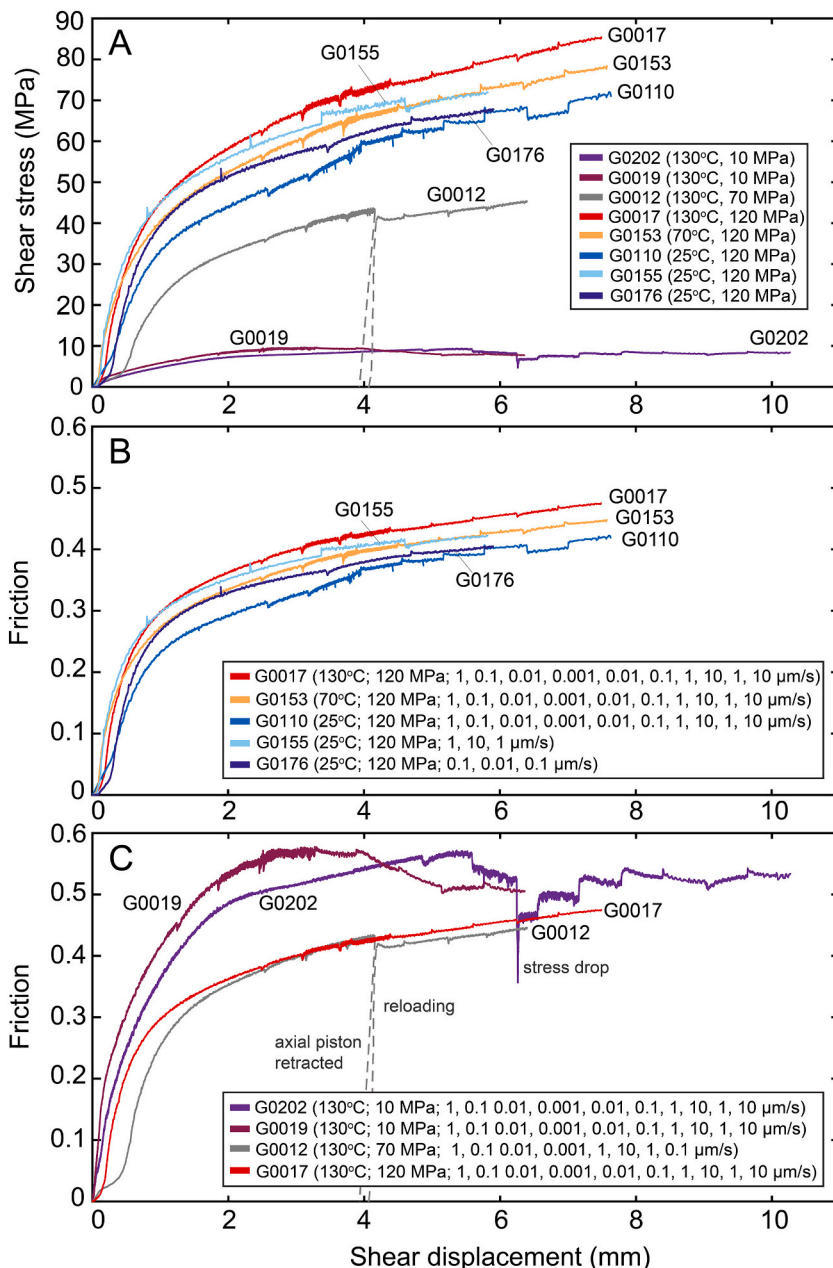 A
Shear stress (MPa)
90
80
70
60
50
40
30
20
10
0
G0017
G0155
G0153
G0110
G0176
G0012
G0019
G0202
G0202 (130°C, 10 MPa)
G0019 (130°C, 10 MPa)
G0012 (130°C, 70 MPa)
G0017 (130°C, 120 MPa)
G0153 (70°C, 120 MPa)
G0110 (25°C, 120 MPa)
G0155 (25°C, 120 MPa)
G0176 (25°C, 120 MPa)
0 2 4 6 8 10
B
Friction
0.6
0.5
0.4
0.3
0.2
0.1
0
G0155
G0017
G0153
G0110
G0176
G0017 (130°C; 120 MPa; 1, 0.1, 0.01, 0.001, 0.01, 0.1, 1, 10, 1, 10 µm/s)
G0153 (70°C; 120 MPa; 1, 0.1, 0.01, 0.001, 0.01, 0.1, 1, 10, 1, 10 µm/s)
G0110 (25°C; 120 MPa; 1, 0.1, 0.01, 0.001, 0.01, 0.1, 1, 10, 1, 10 µm/s)
G0155 (25°C; 120 MPa; 1, 10, 1 µm/s)
G0176 (25°C; 120 MPa; 0.1, 0.01, 0.1 µm/s)
0 2 4 6 8 10
C
Friction
0.6
0.5
0.4
0.3
0.2
0.1
0
G0019
G0202
G0017
G0012
stress drop
reloading
axial piston
retracted
G0202 (130°C; 10 MPa; 1, 0.1 0.01, 0.001, 0.01, 0.1, 1, 10, 1, 10 µm/s)
G0019 (130°C; 10 MPa; 1, 0.1 0.01, 0.001, 0.01, 0.1, 1, 10, 1, 10 µm/s)
G0012 (130°C; 70 MPa; 1, 0.1 0.01, 0.001, 1, 10, 1, 0.1 µm/s)
G0017 (130°C; 120 MPa; 1, 0.1 0.01, 0.001, 0.01, 0.1, 1, 10, 1, 10 µm/s)
0 2 4 6 8 10
Shear displacement (mm)